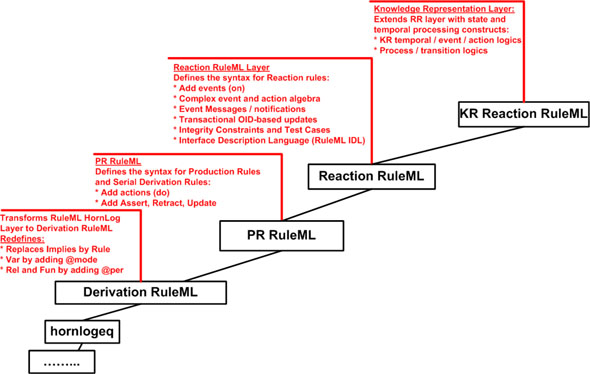 Knowledge Representation Layer:
Extends RR layer with state and
temporal processing constructs:
* KR temporal / event / action logics
* Process / transition logics
KR Reaction RuleML
Reaction RuleML Layer
Defines the syntax for Reaction rules:
* Add events (on)
* Complex event and action algebra
* Event Messages / notifications
* Transactional OID-based updates
* Integrity Constraints and Test Cases
* Interface Description Language (RuleML IDL)
Reaction RuleML
PR RuleML
Defines the syntax for Production Rules
and Serial Derivation Rules:
* Add actions (do)
* Add Assert, Retract, Update
PR RuleML
Transforms RuleML HornLog
Layer to Derivation RuleML
Redefines:
* Replaces Implies by Rule
* Var by adding @mode
* Rel and Fun by adding @per
Derivation RuleML
hornlogeq
……...